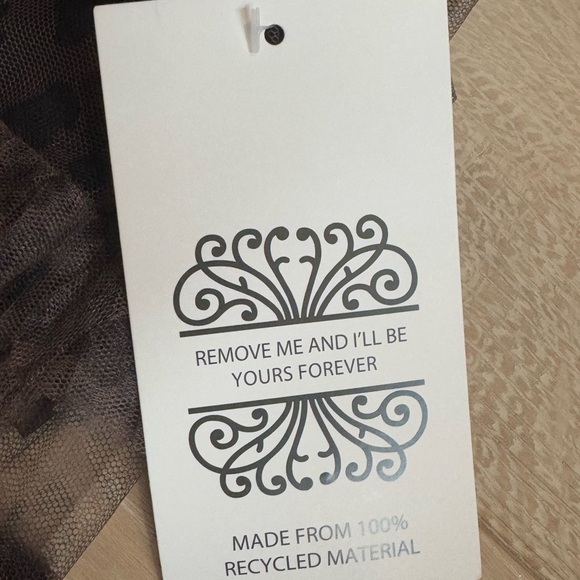 REMOVE ME AND I'LL BE
YOURS FOREVER
MADE FROM 100%
RECYCLED MATERIAL